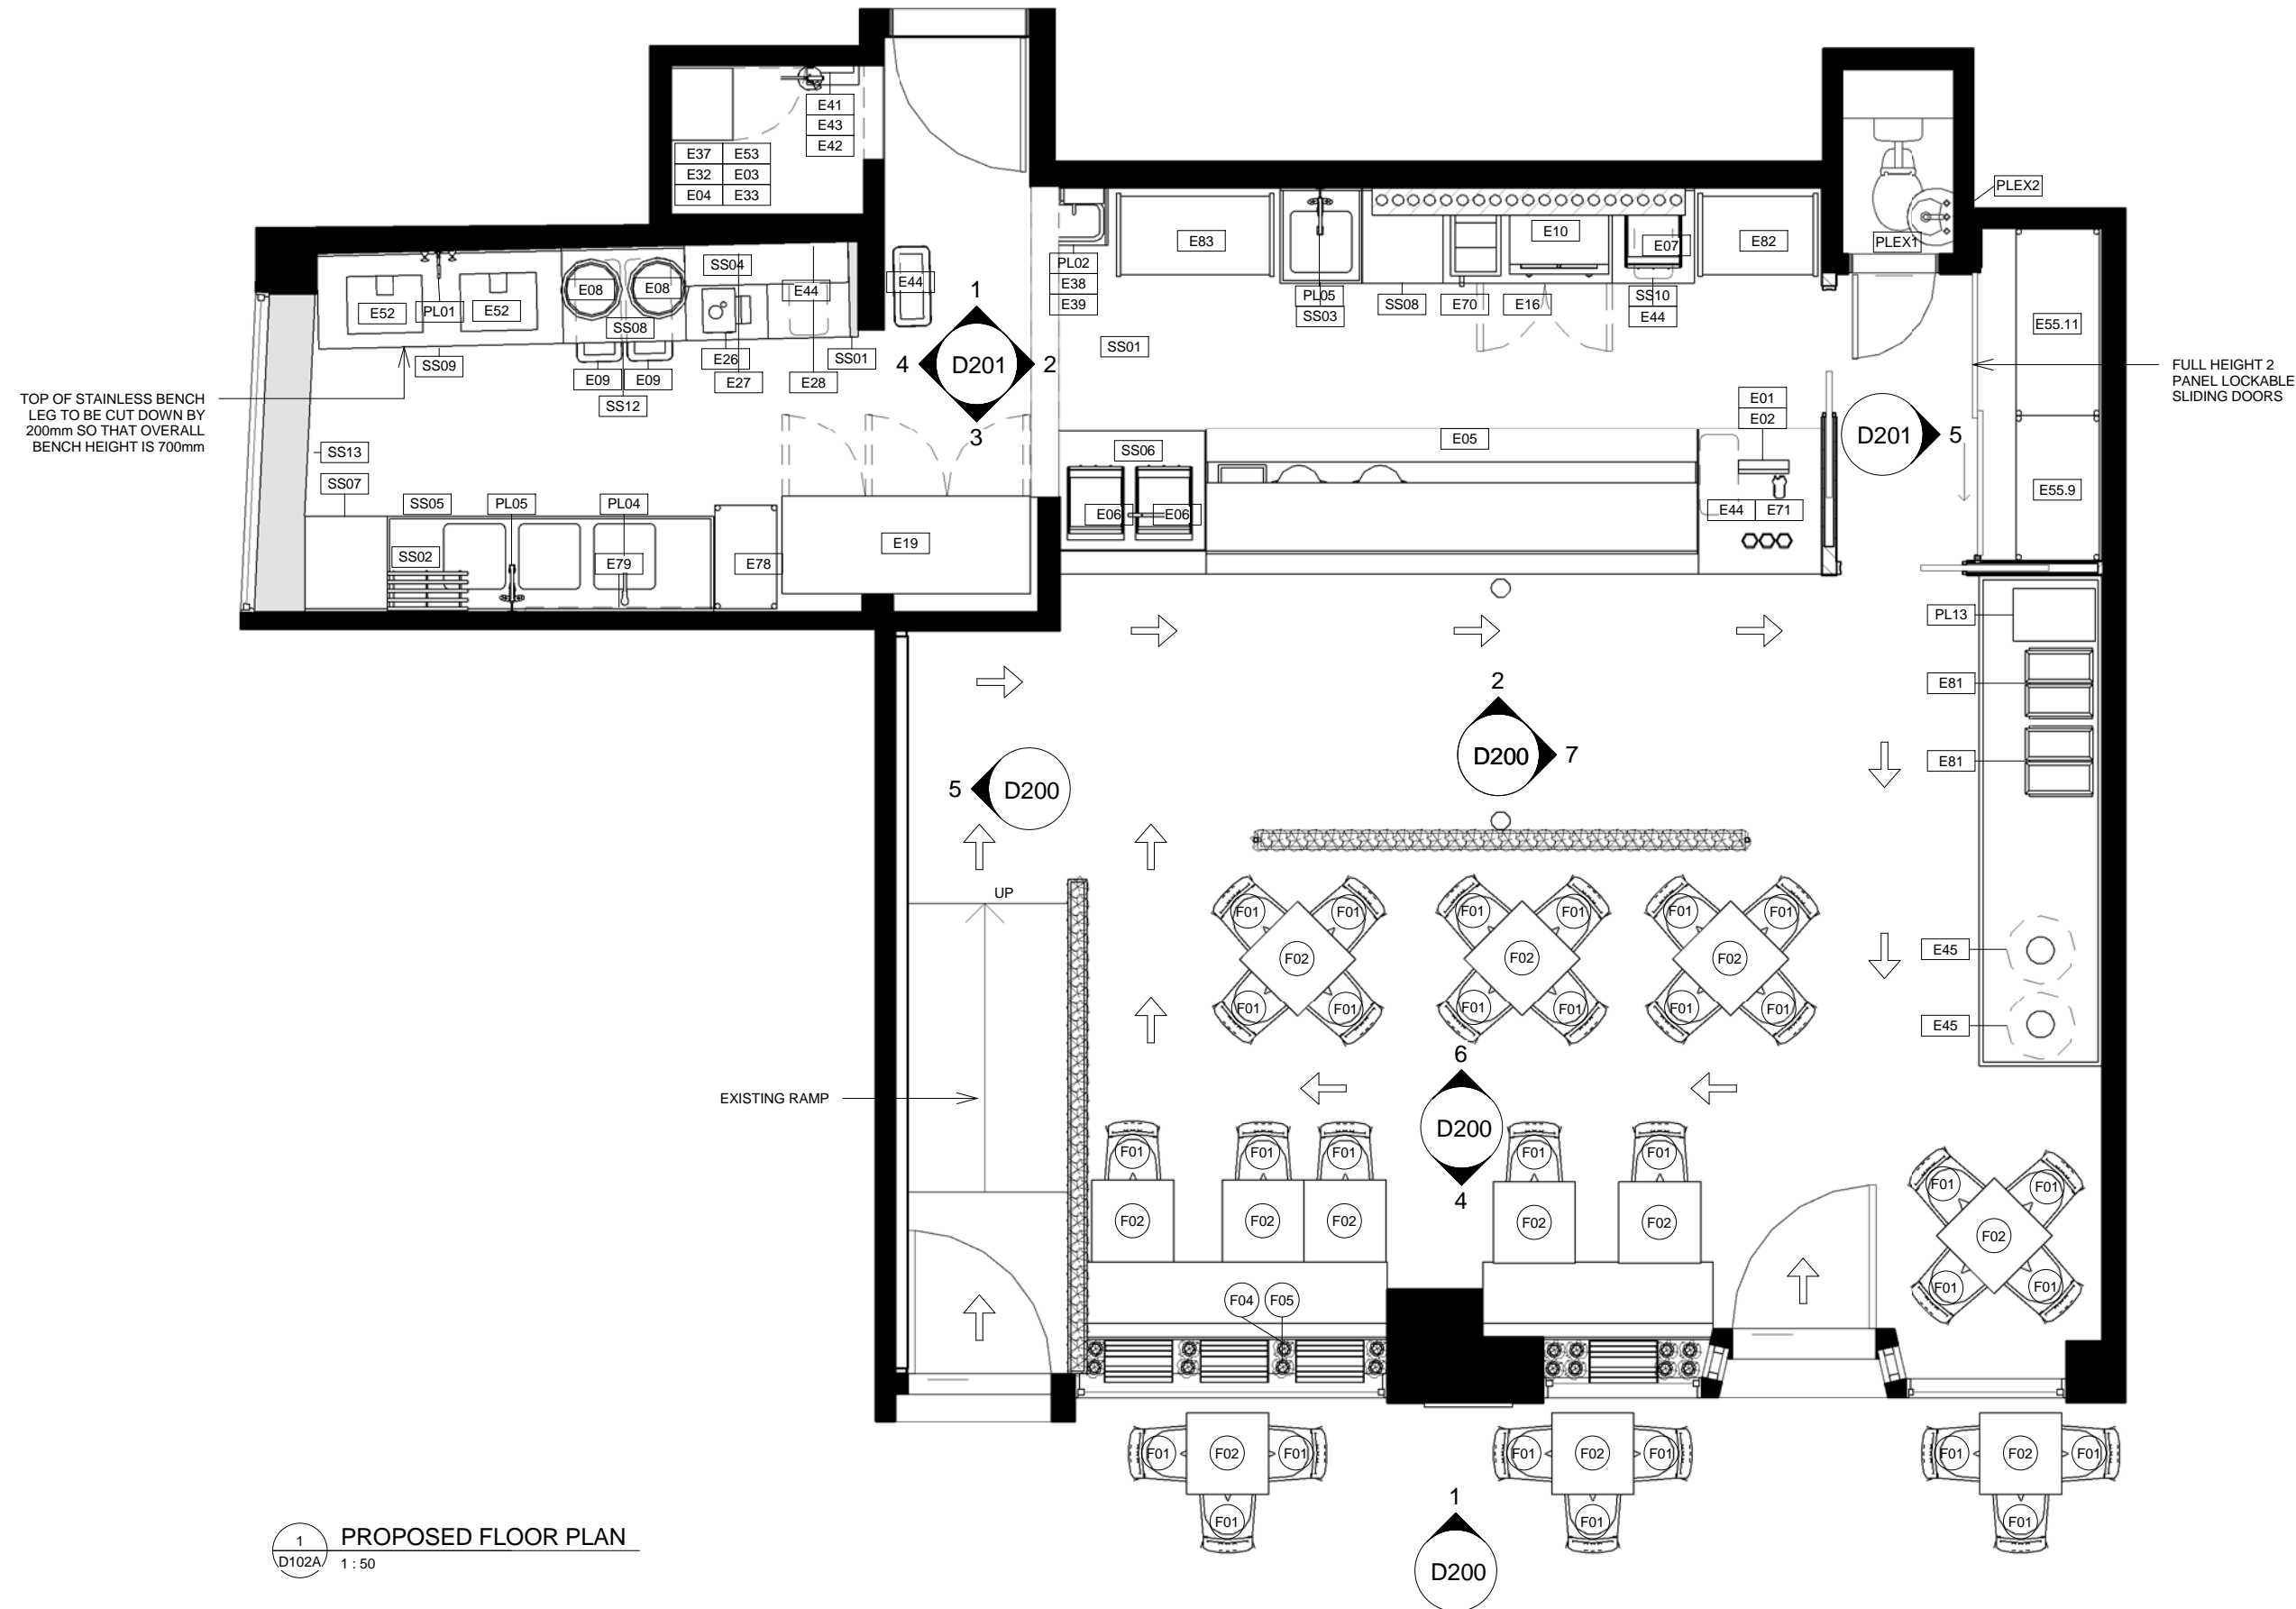 E41
E43
E42
E37 E53
E32 E03
E04 E33
PLEX2
PLEX1
E83
E10
E07
E82
PL02
E38
E39
PL05
SS03
SS08
E70
E16
SS10
E44
E44
SS04
E44
E08
E08
SS08
E52
PL01
E52
SS09
E26
E27
E28
SS01
E09
E09
SS12
1
4 D201 2
3
SS01
E55.11
FULL HEIGHT 2
PANEL LOCKABLE
SLIDING DOORS
TOP OF STAINLESS BENCH
LEG TO BE CUT DOWN BY
200mm SO THAT OVERALL
BENCH HEIGHT IS 700mm
E01
E02
D201 5
SS13
SS07
SS06
E05
E55.9
SS05
PL05
PL04
E06
E06
E44 E71
SS02
E79
E78
E19
PL13
E81
2
D200 7
E81
5 D200
UP
F01 F01 F01 F01 F01 F01
F02 F02 F02
F01 F01 F01 F01 F01 F01
E45
E45
EXISTING RAMP
6
D200
4
F01 F01 F01 F01 F01
F02 F02 F02 F02 F02
F01 F01
F02
F01 F01
F04 F05
F01 F02 F01 F01 F02 F01 F01 F02 F01
F01 F01 F01
1
D200
1
D102A
PROPOSED FLOOR PLAN
1 : 50